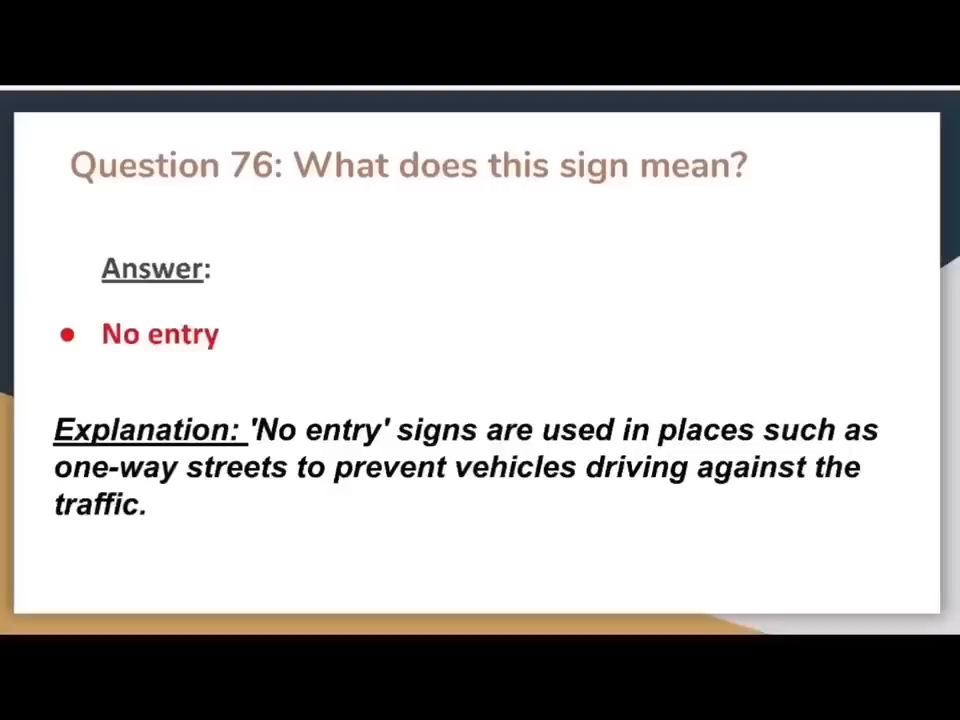 Question 76: What does this sign mean?
Answer:
● No entry
Explanation: 'No entry' signs are used in places such as
one-way streets to prevent vehicles driving against the
traffic.